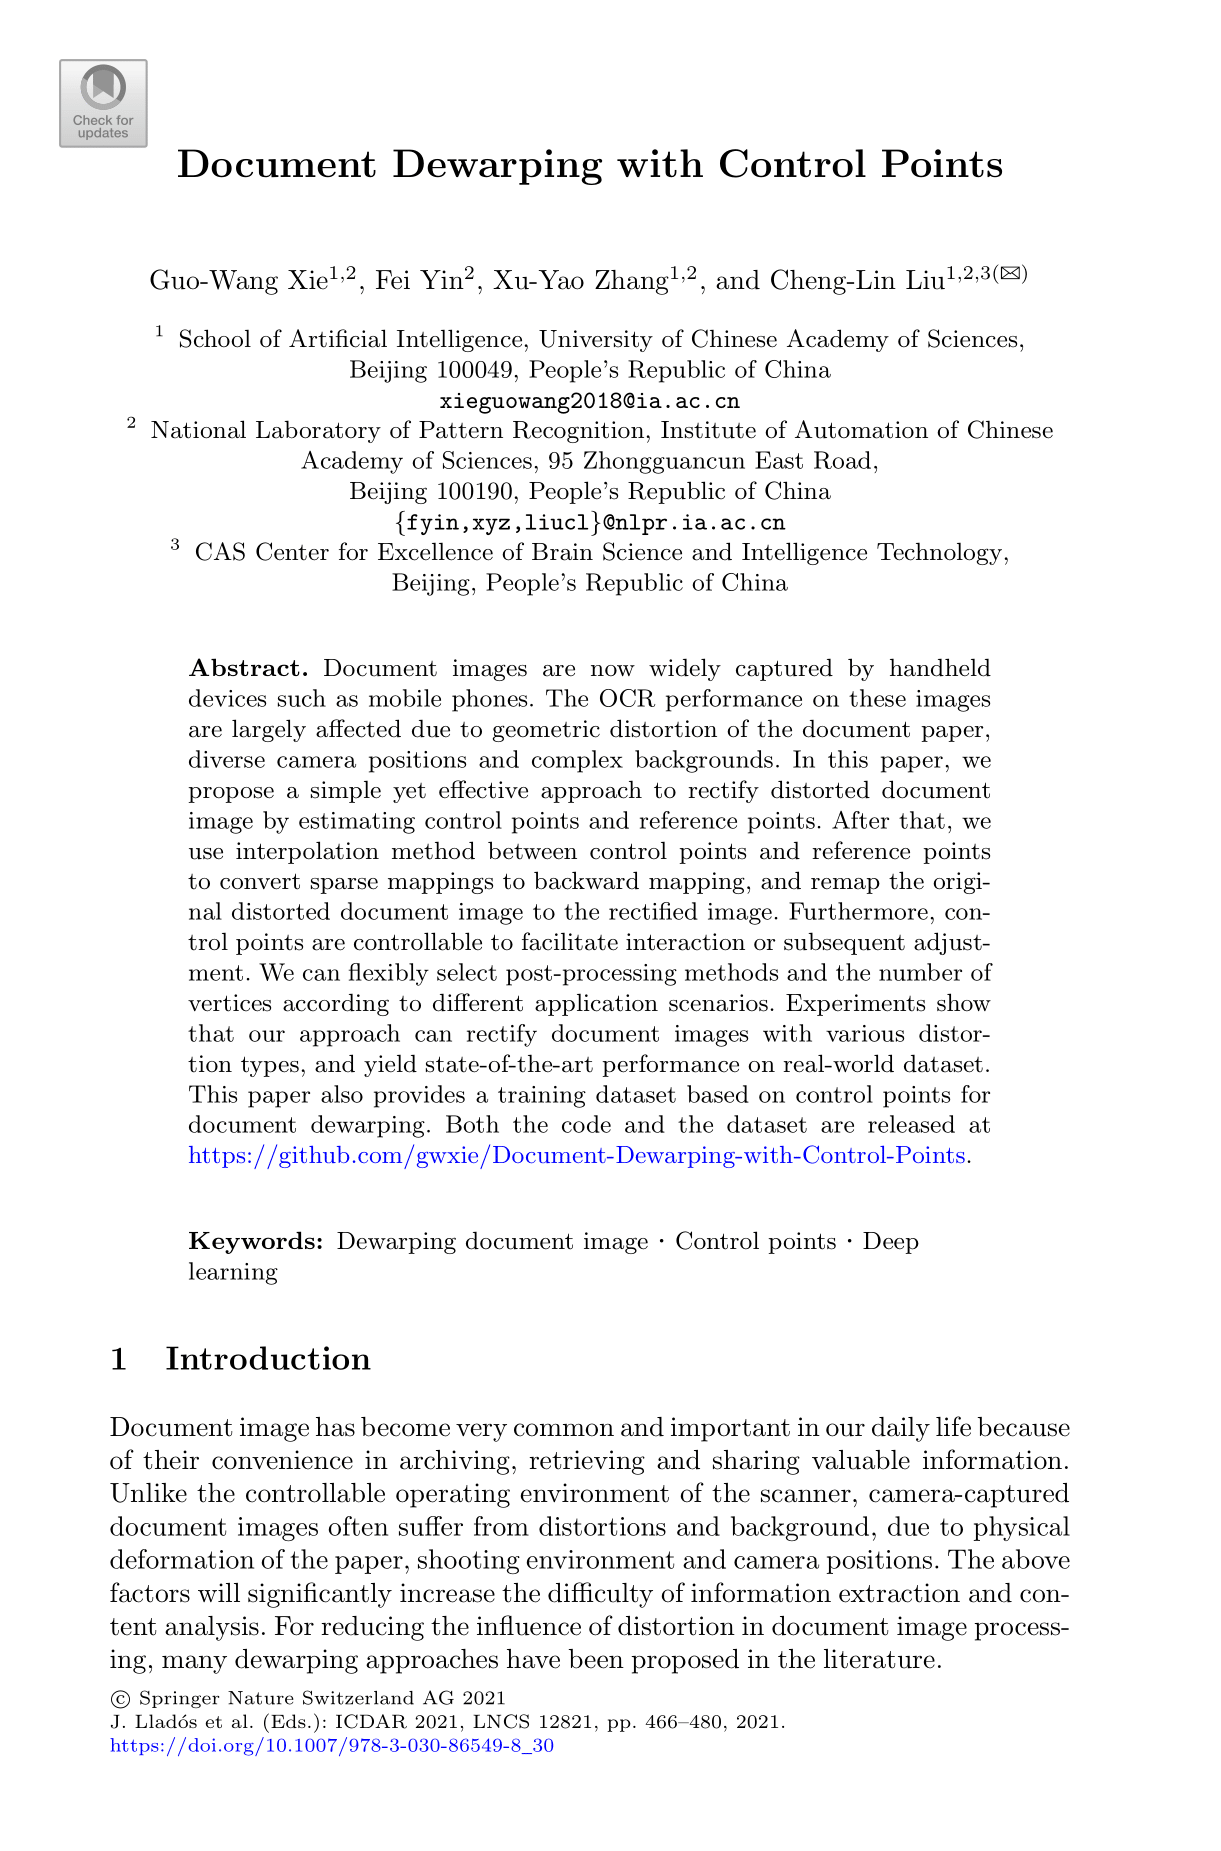 Check for
updates
Document Dewarping with Control Points
Guo-Wang Xie1,2, Fei Yin2, Xu-Yao Zhang1,2, and Cheng-Lin Liu1,2,3(✉)
1 School of Artificial Intelligence, University of Chinese Academy of Sciences,
Beijing 100049, People's Republic of China
xieguowang2018@ia.ac.cn
2 National Laboratory of Pattern Recognition, Institute of Automation of Chinese
Academy of Sciences, 95 Zhongguancun East Road,
Beijing 100190, People's Republic of China
{fyin,xyz,liucl}@nlpr.ia.ac.cn
3 CAS Center for Excellence of Brain Science and Intelligence Technology,
Beijing, People's Republic of China
Abstract. Document images are now widely captured by handheld
devices such as mobile phones. The OCR performance on these images
are largely affected due to geometric distortion of the document paper,
diverse camera positions and complex backgrounds. In this paper, we
propose a simple yet effective approach to rectify distorted document
image by estimating control points and reference points. After that, we
use interpolation method between control points and reference points
to convert sparse mappings to backward mapping, and remap the origi-
nal distorted document image to the rectified image. Furthermore, con-
trol points are controllable to facilitate interaction or subsequent adjust-
ment. We can flexibly select post-processing methods and the number of
vertices according to different application scenarios. Experiments show
that our approach can rectify document images with various distor-
tion types, and yield state-of-the-art performance on real-world dataset.
This paper also provides a training dataset based on control points for
document dewarping. Both the code and the dataset are released at
https://github.com/gwxie/Document-Dewarping-with-Control-Points.
Keywords: Dewarping document image · Control points · Deep
learning
1 Introduction
Document image has become very common and important in our daily life because
of their convenience in archiving, retrieving and sharing valuable information.
Unlike the controllable operating environment of the scanner, camera-captured
document images often suffer from distortions and background, due to physical
deformation of the paper, shooting environment and camera positions. The above
factors will significantly increase the difficulty of information extraction and con-
tent analysis. For reducing the influence of distortion in document image process-
ing, many dewarping approaches have been proposed in the literature.
© Springer Nature Switzerland AG 2021
J. Lladós et al. (Eds.): ICDAR 2021, LNCS 12821, pp. 466–480, 2021.
https://doi.org/10.1007/978-3-030-86549-8_30